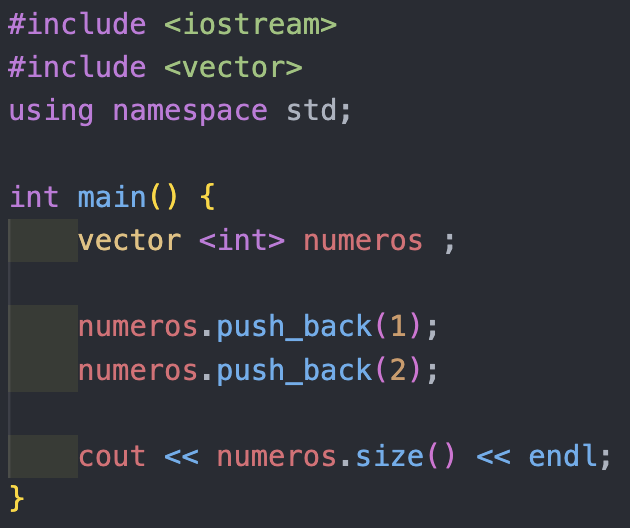 #include <iostream>
#include <vector>
using namespace std;
int main() {
vector <int> numeros ;
numeros.push_back(1);
numeros.push_back(2);
cout << numeros.size() << endl;
}